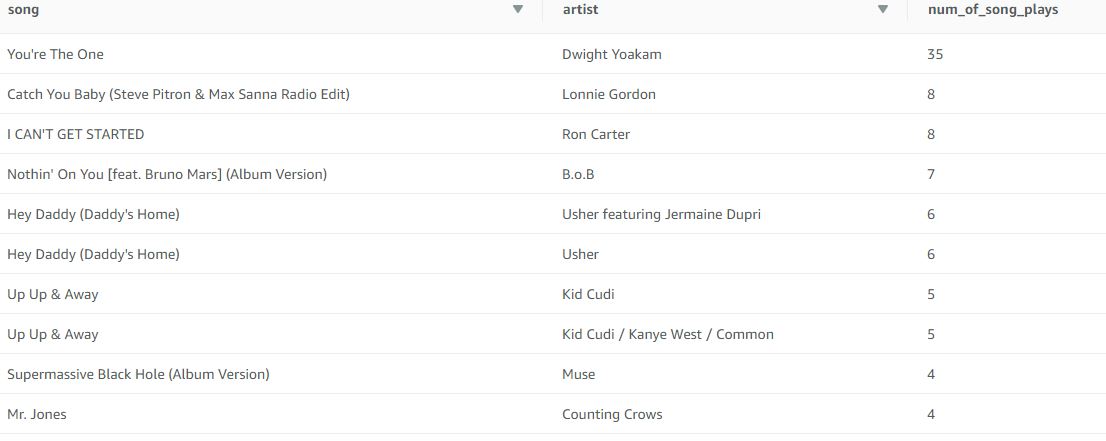 song artist num_of_song_plays
You're The One Dwight Yoakam 35
Catch You Baby (Steve Pitron & Max Sanna Radio Edit) Lonnie Gordon 8
I CAN'T GET STARTED Ron Carter 8
Nothin' On You [feat. Bruno Mars] (Album Version) B.o.B 7
Hey Daddy (Daddy's Home) Usher featuring Jermaine Dupri 6
Hey Daddy (Daddy's Home) Usher 6
Up Up & Away Kid Cudi 5
Up Up & Away Kid Cudi / Kanye West / Common 5
Supermassive Black Hole (Album Version) Muse 4
Mr. Jones Counting Crows 4